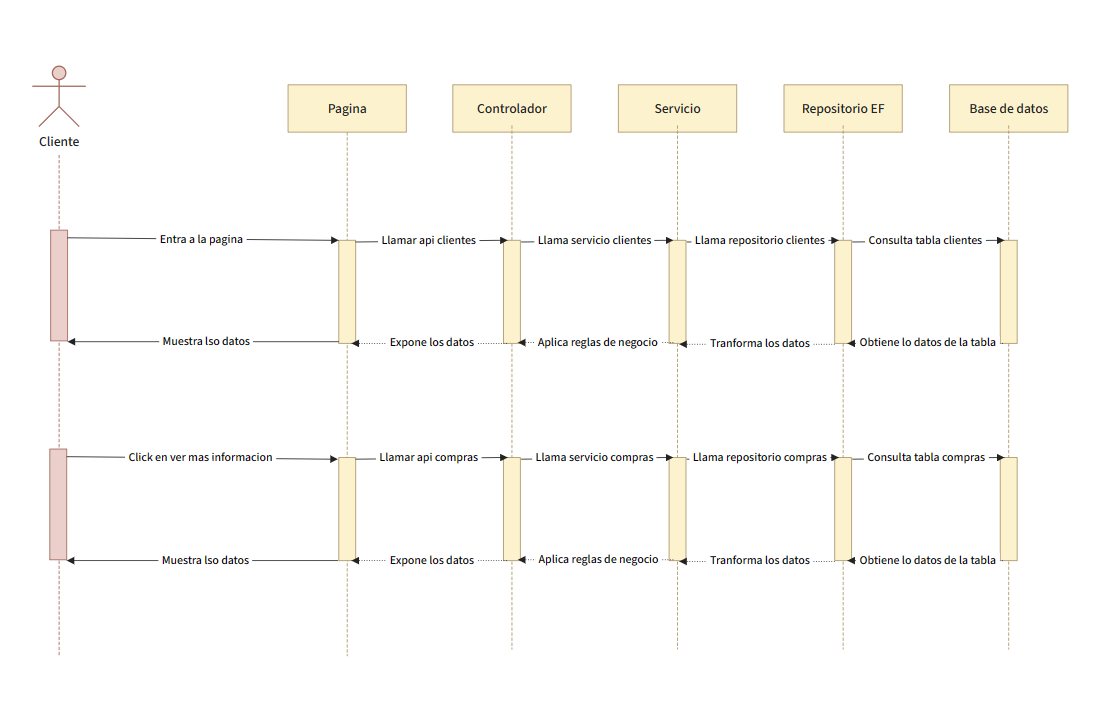 Cliente
Pagina
Controlador
Servicio
Repositorio EF
Base de datos
Entra a la pagina
Llamar api clientes
Llama servicio clientes
Llama repositorio clientes
Consulta tabla clientes
Muestra lso datos
Expone los datos
Aplica reglas de negocio
Tranforma los datos
Obtiene lo datos de la tabla
Click en ver mas informacion
Llamar api compras
Llama servicio compras
Llama repositorio compras
Consulta tabla compras
Muestra lso datos
Expone los datos
Aplica reglas de negocio
Tranforma los datos
Obtiene lo datos de la tabla